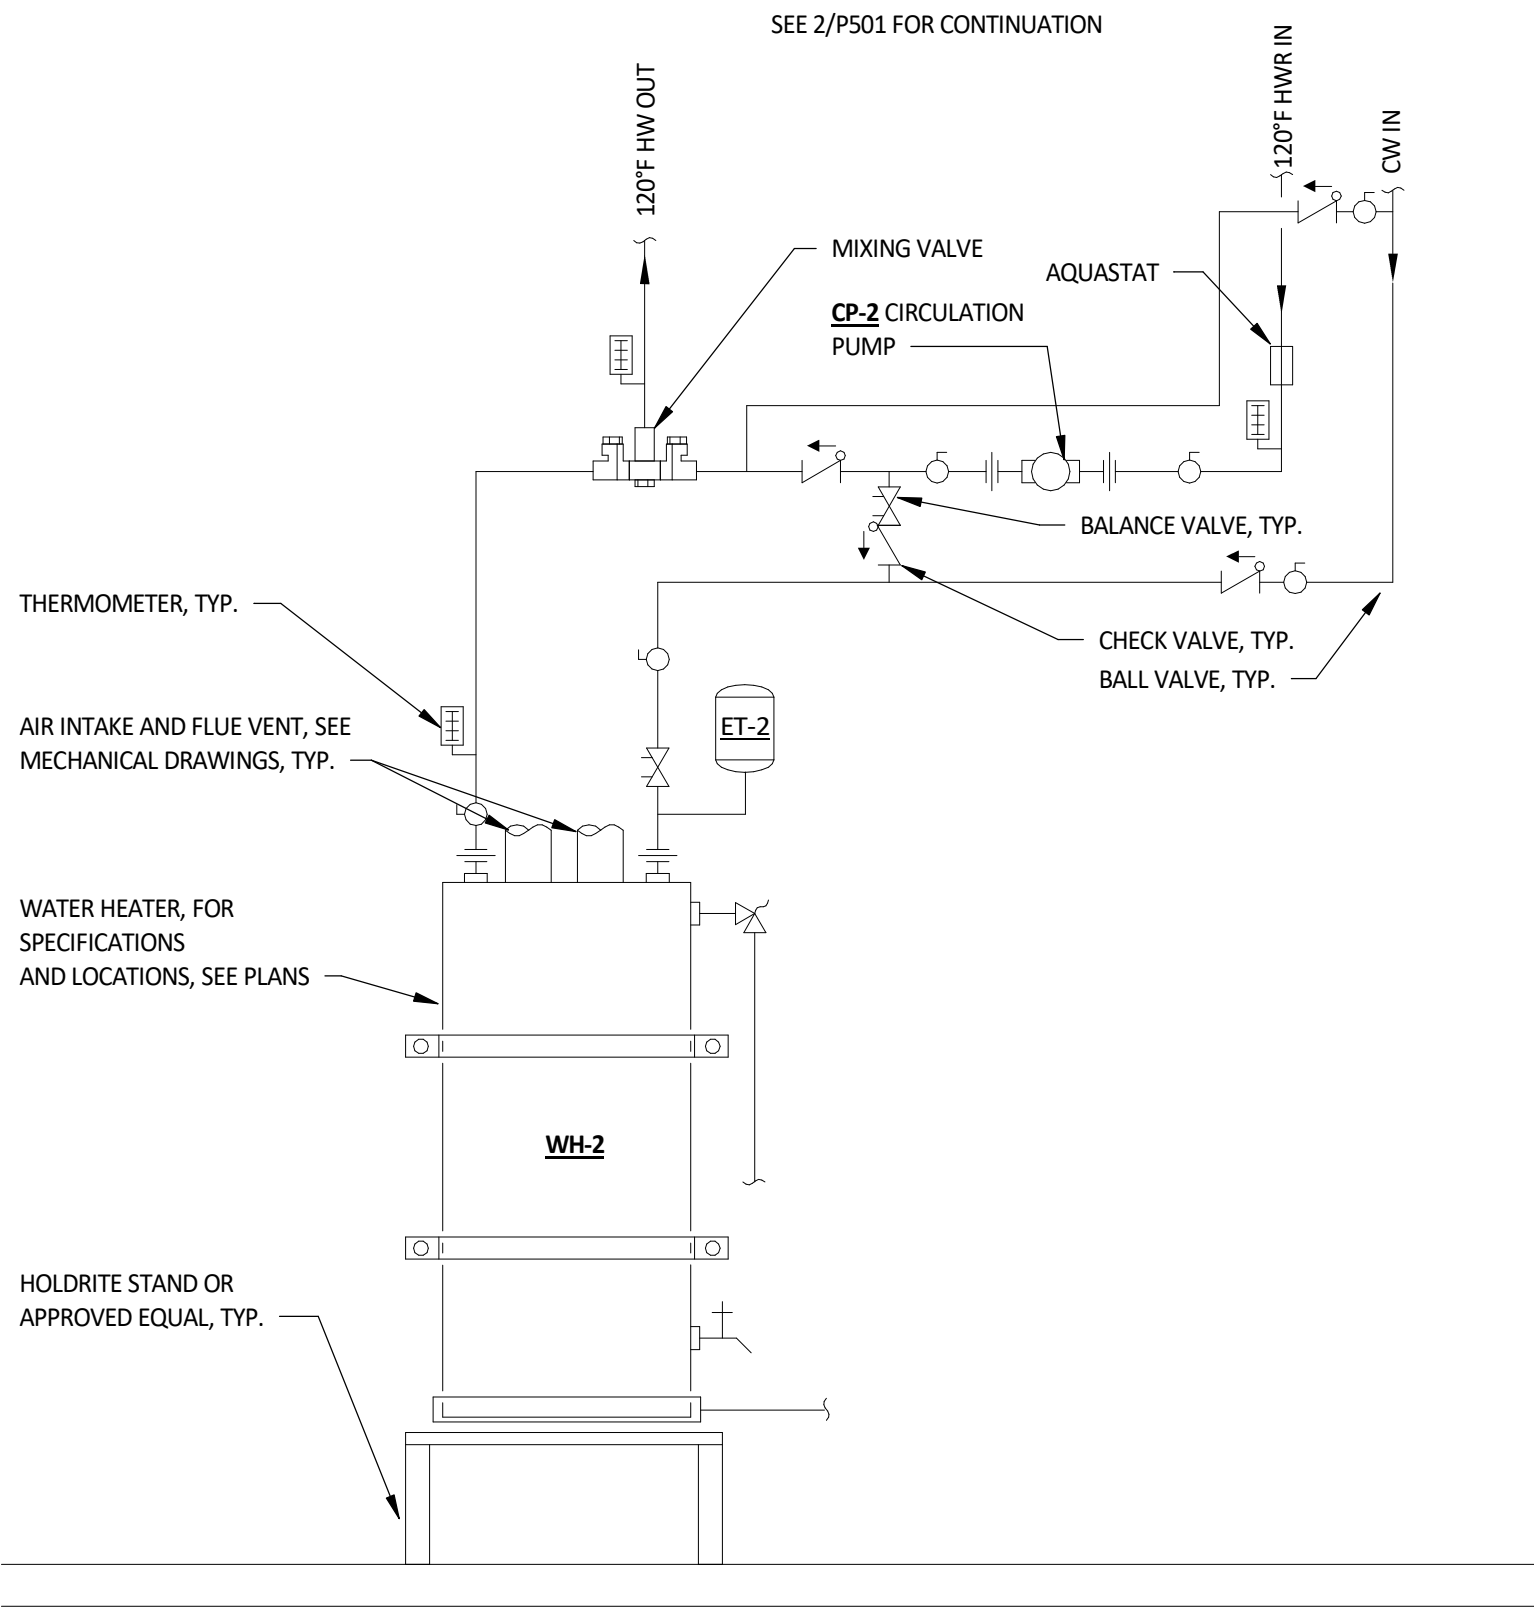 SEE 2/P501 FOR CONTINUATION
120°F HW OUT
120°F HWR IN
CW IN
MIXING VALVE
AQUASTAT
CP-2 CIRCULATION
PUMP
BALANCE VALVE, TYP.
THERMOMETER, TYP.
CHECK VALVE, TYP.
BALL VALVE, TYP.
AIR INTAKE AND FLUE VENT, SEE
MECHANICAL DRAWINGS, TYP.
ET-2
WATER HEATER, FOR
SPECIFICATIONS
AND LOCATIONS, SEE PLANS
WH-2
HOLDRITE STAND OR
APPROVED EQUAL, TYP.